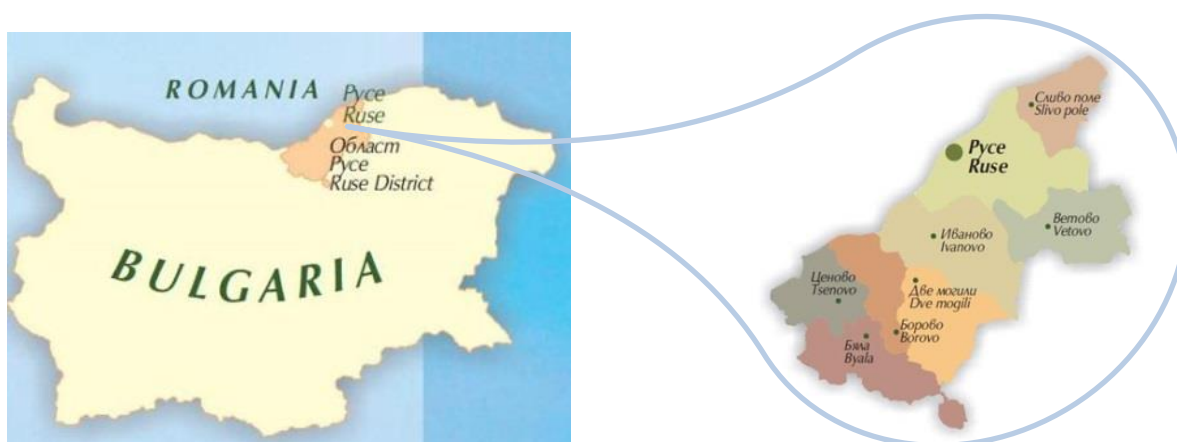 ROMANIA
Русе
Ruse
Област
Русе
Ruse District
BULGARIA
Сливо поле
Slivo pole
Русе
Ruse
Ветово
Vetovo
Иваново
Ivanovo
Ценово
Tsenovo
Две могили
Dve mogili
Борово
Borovo
Бяла
Byala